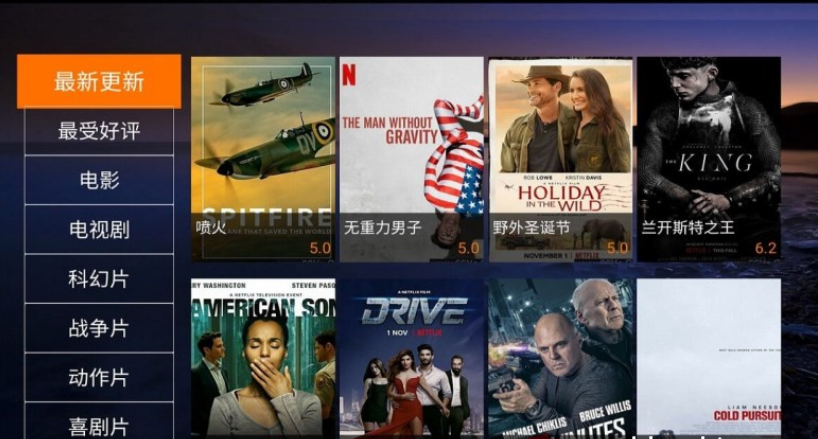 最新更新
最受好评
电影
电视剧
科幻片
战争片
动作片
喜剧片
SPITFIRE
喷火
5.0
N
THE MAN WITHOUT
GRAVITY
无重力男子
5.0
ROB LOWE KRISTIN DAVIS
A NETFLIX FILM
HOLIDAY
IN THE WILD
野外圣诞节
NOVEMBER 1 NETFLIX
5.0
THE KING
兰开斯特之王
6.2
RY WASHINGTON STEVEN PASQ
A NETFLIX TELEVISION EVENT
AMERICAN SON
A NETFLIX FILM
DRIVE
1 NOV NETFLIX
MICHAEL CHIKLIS BRUCE WILLIS
LIAM NEESON
COLD PURSUIT